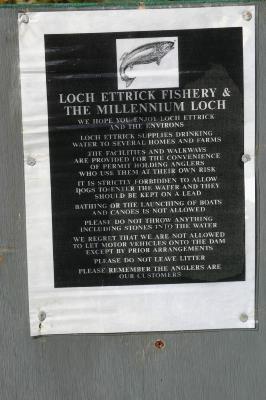 LOCH ETTRICK FISHERY &
THE MILLENNIUM LOCH
WE HOPE YOU ENJOY LOCH ETTRICK
AND THE ENVIRONS
LOCH ETTRICK SUPPLIES DRINKING
WATER TO SEVERAL HOMES AND FARMS
THE FACILITIES AND WALKWAYS
ARE PROVIDED FOR THE CONVENIENCE
OF PERMIT HOLDING ANGLERS
WHO USE THEM AT THEIR OWN RISK
IT IS STRICTLY FORBIDDEN TO ALLOW
DOGS TO ENTER THE WATER AND THEY
SHOULD BE KEPT ON A LEAD
BATHING OR THE LAUNCHING OF BOATS
AND CANOES IS NOT ALLOWED
PLEASE DO NOT THROW ANYTHING
INCLUDING STONES INTO THE WATER
WE REGRET THAT WE ARE NOT ALLOWED
TO LET MOTOR VEHICLES ONTO THE DAM
EXCEPT BY PRIOR ARRANGEMENTS
PLEASE DO NOT LEAVE LITTER
PLEASE REMEMBER THE ANGLERS ARE
OUR CUSTOMERS